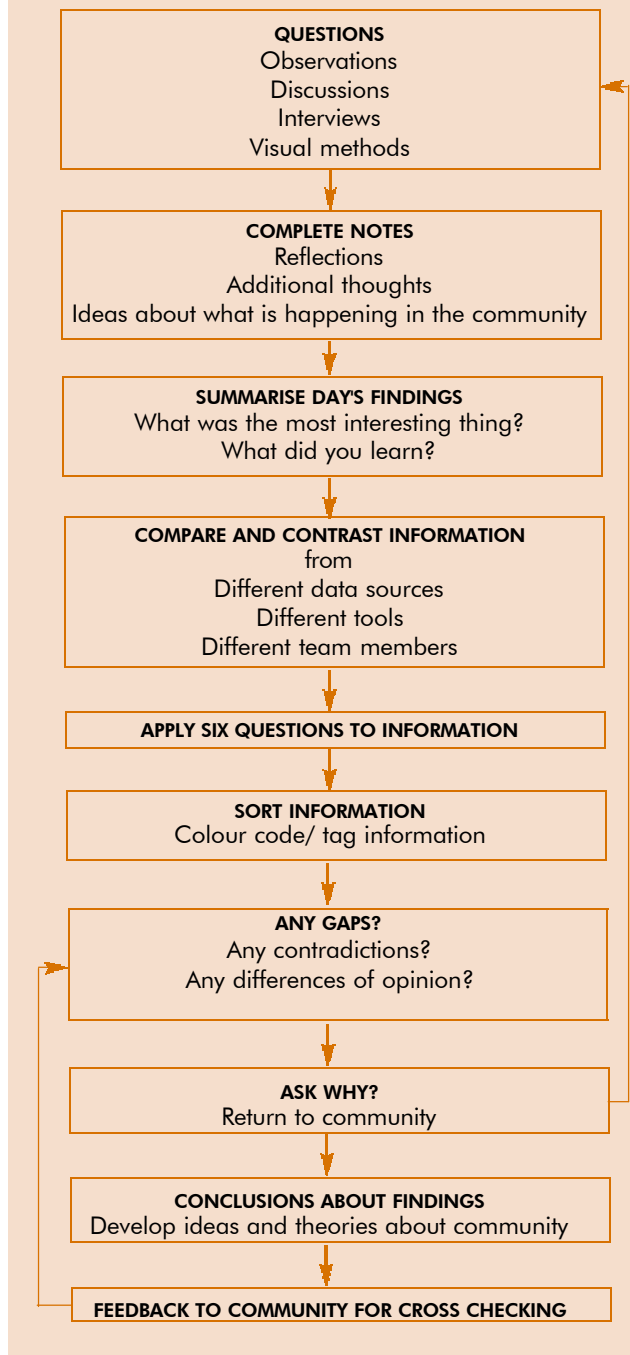 QUESTIONS
Observations
Discussions
Interviews
Visual methods
COMPLETE NOTES
Reflections
Additional thoughts
Ideas about what is happening in the community
SUMMARISE DAY'S FINDINGS
What was the most interesting thing?
What did you learn?
COMPARE AND CONTRAST INFORMATION
from
Different data sources
Different tools
Different team members
APPLY SIX QUESTIONS TO INFORMATION
SORT INFORMATION
Colour code/ tag information
ANY GAPS?
Any contradictions?
Any differences of opinion?
ASK WHY?
Return to community
CONCLUSIONS ABOUT FINDINGS
Develop ideas and theories about community
FEEDBACK TO COMMUNITY FOR CROSS CHECKING